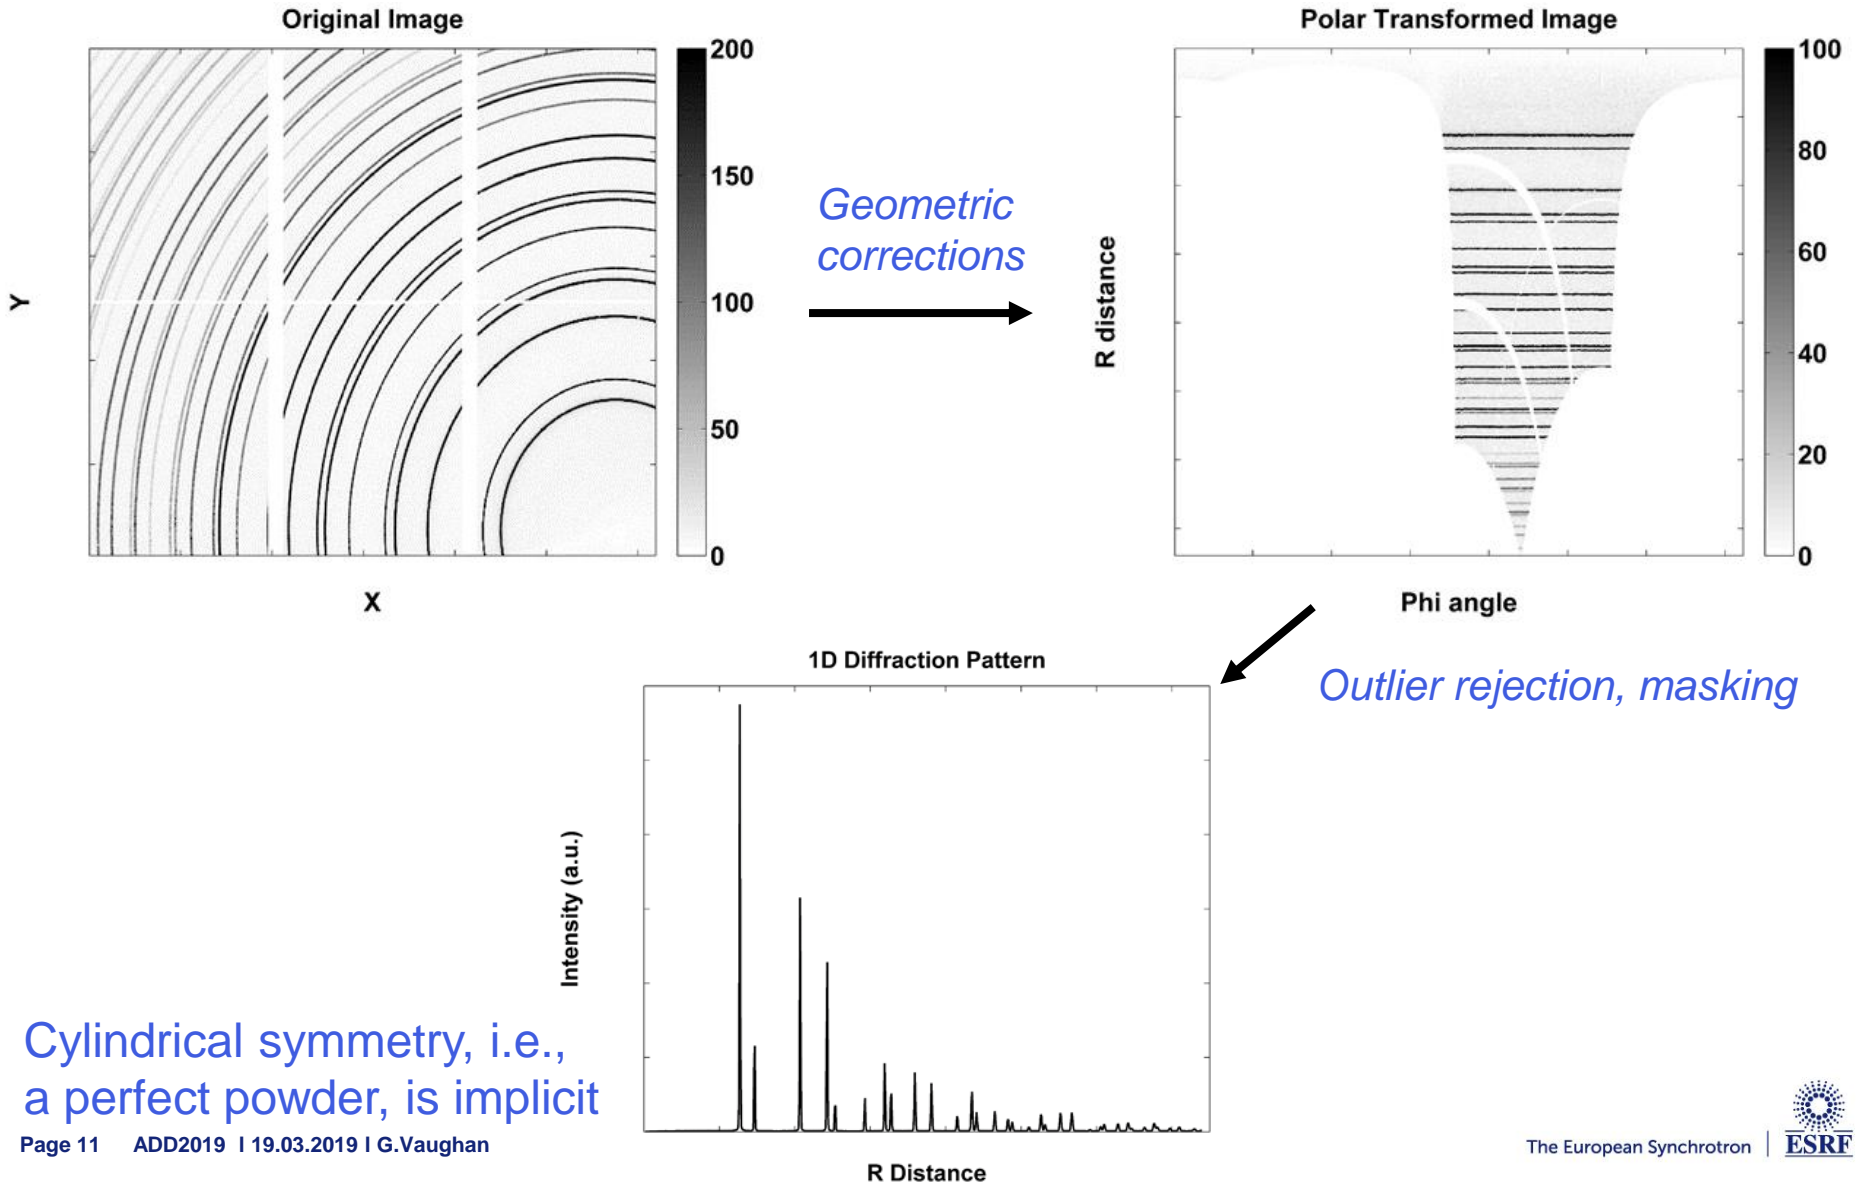 Original Image
200
150
100
50
0
Y
X
Geometric
corrections
Polar Transformed Image
100
80
60
40
20
0
R distance
Phi angle
Outlier rejection, masking
1D Diffraction Pattern
Intensity (a.u.)
R Distance
Cylindrical symmetry, i.e.,
a perfect powder, is implicit
Page 11 ADD2019 l 19.03.2019 l G.Vaughan
The European Synchrotron | ESRF